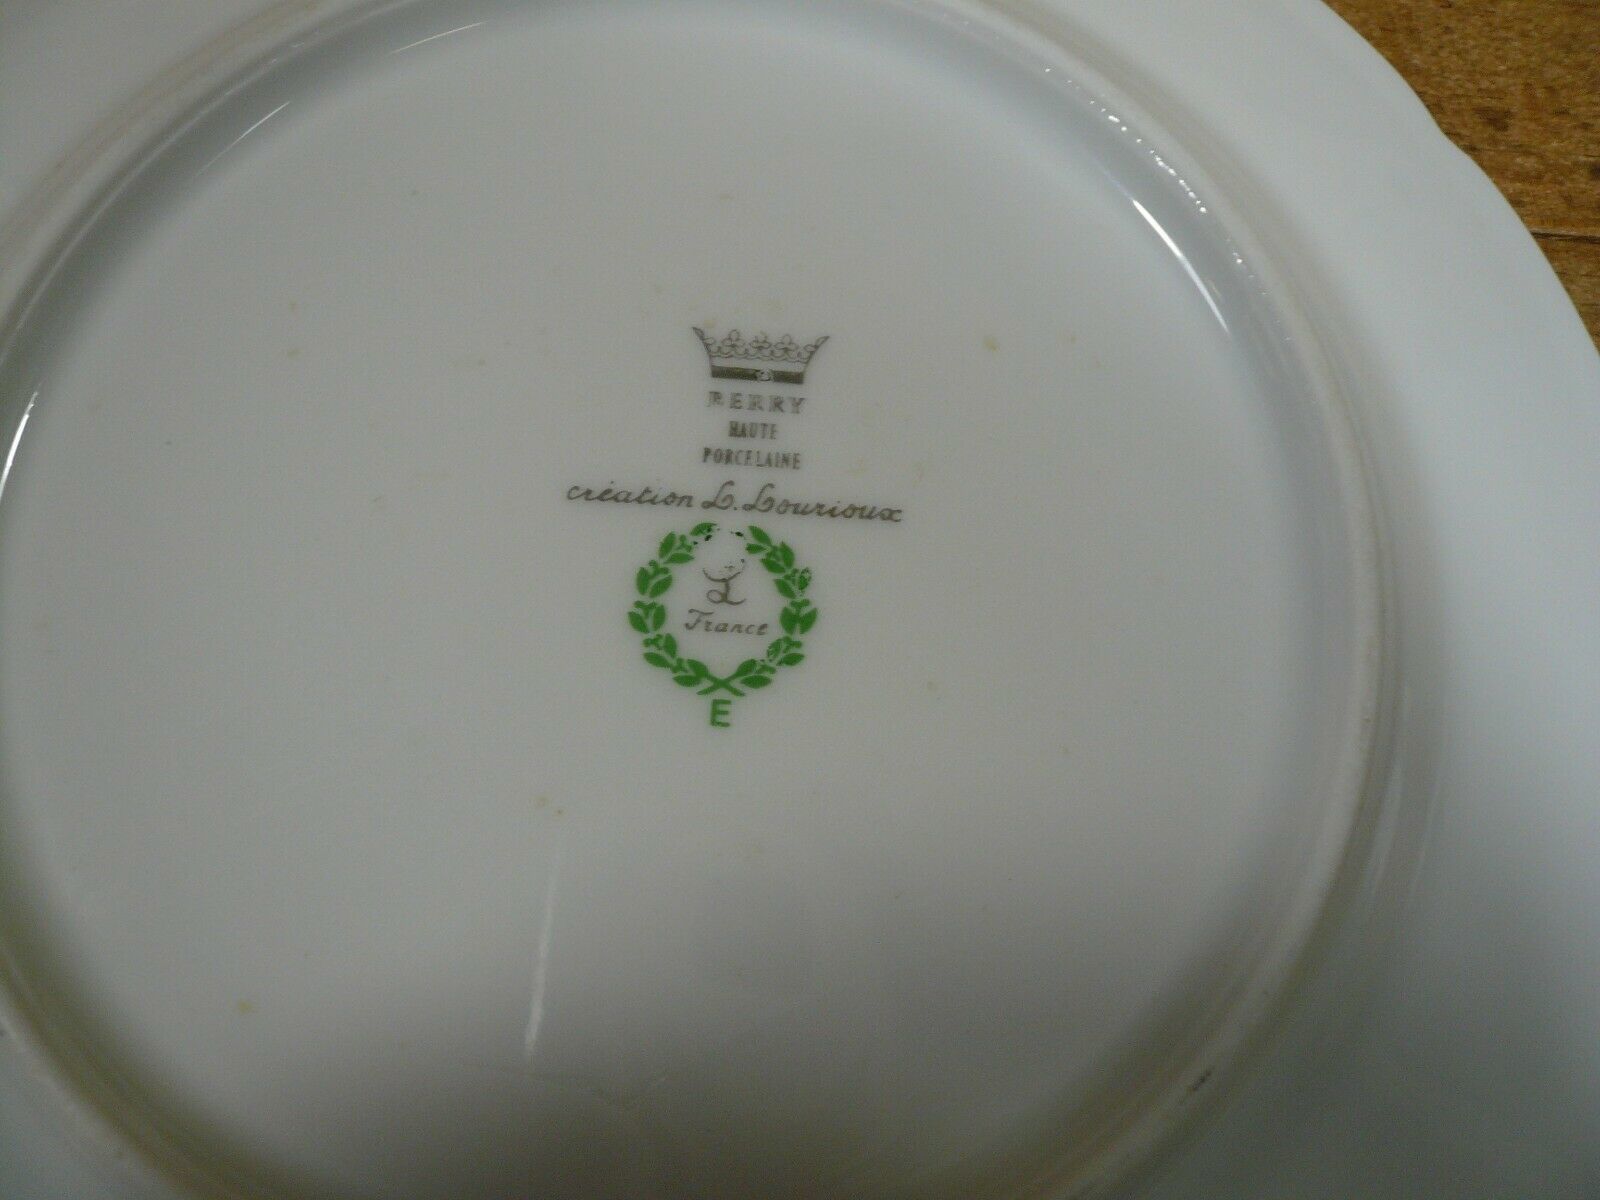 BERRY
HAUTE
PORCELAINE
création L. Lourioux
L
France
E